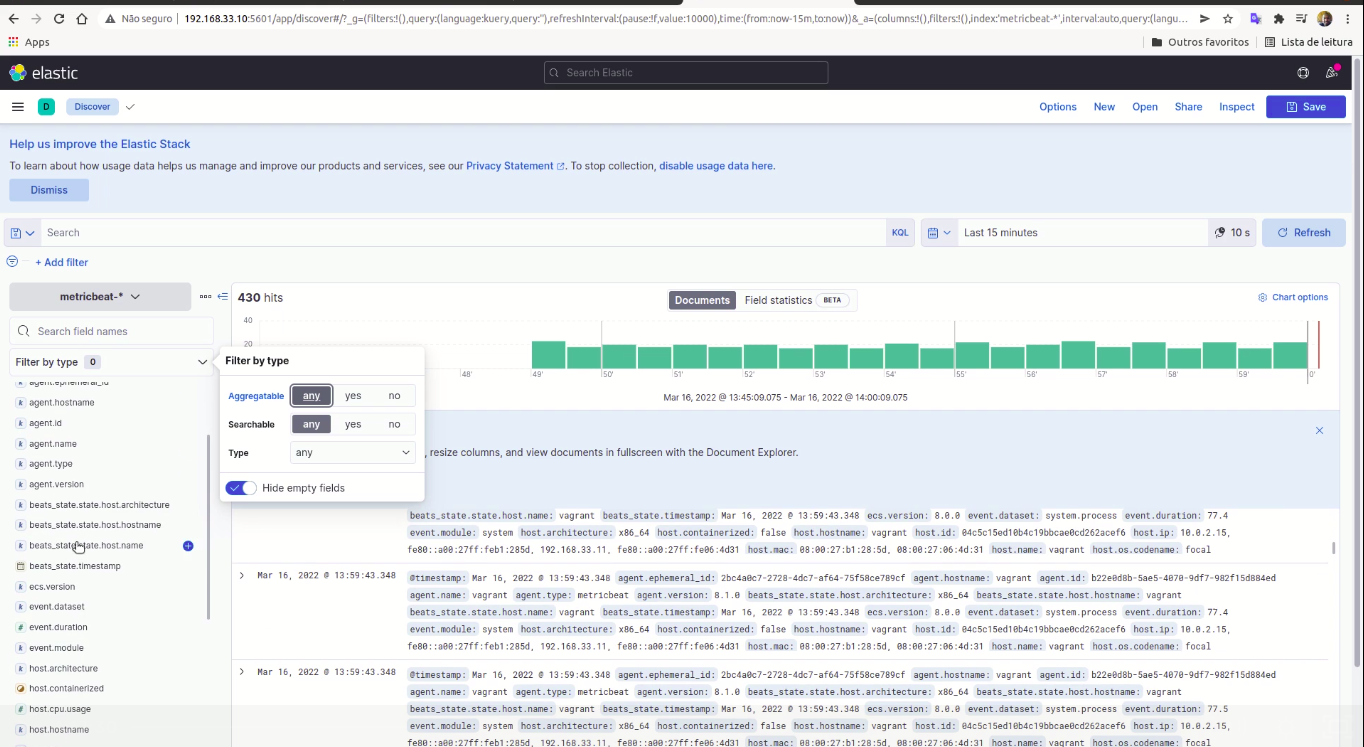 Não seguro 192.168.33.10:5601/app/discover#/?_g=(filters:!(),query:(language:kuery,query:''),refreshInterval:(pause:!f,value:10000),time:(from:now-15m,to:now))&_a=(columns:!(),filters:!(),index:'metricbeat-*',interval:auto,query:(langu...
Apps Outros favoritos Lista de leitura
elastic Search Elastic
D Discover Options New Open Share Inspect Save
Help us improve the Elastic Stack
To learn about how usage data helps us manage and improve our products and services, see our Privacy Statement. To stop collection, disable usage data here.
Dismiss
Search KQL Last 15 minutes 10 s Refresh
+ Add filter
metricbeat-* 430 hits Documents Field statistics BETA Chart options
Search field names
40
20
48' 49' 50' 51' 52' 53' 54' 55' 56' 57' 58' 59' 0'
Mar 16, 2022 @ 13:45:09.075 - Mar 16, 2022 @ 14:00:09.075
Filter by type 0
agent.ephemeral_id
agent.hostname
agent.id
agent.name
agent.type
agent.version
beats_state.state.host.architecture
beats_state.state.host.hostname
beats_state.state.host.name
beats_state.timestamp
ecs.version
event.dataset
event.duration
event.module
host.architecture
host.containerized
host.cpu.usage
host.hostname
Filter by type
Aggregatable any yes no
Searchable any yes no
Type any
Hide empty fields
, resize columns, and view documents in fullscreen with the Document Explorer.
beats_state.state.host.name: vagrant beats_state.timestamp: Mar 16, 2022 @ 13:59:43.348 ecs.version: 8.0.0 event.dataset: system.process event.duration: 77.4
event.module: system host.architecture: x86_64 host.containerized: false host.hostname: vagrant host.id: 04c5c15ed10b4c19bbcae0cd262acef6 host.ip: 10.0.2.15,
fe80::a00:27ff:feb1:285d, 192.168.33.11, fe80::a00:27ff:fe06:4d31 host.mac: 08:00:27:b1:28:5d, 08:00:27:06:4d:31 host.name: vagrant host.os.codename: focal
Mar 16, 2022 @ 13:59:43.348 @timestamp: Mar 16, 2022 @ 13:59:43.348 agent.ephemeral_id: 2bc4a0c7-2728-4dc7-af64-75f58ce789cf agent.hostname: vagrant agent.id: b22e0d8b-5ae5-4070-9df7-982f15d884ed
agent.name: vagrant agent.type: metricbeat agent.version: 8.1.0 beats_state.state.host.architecture: x86_64 beats_state.state.host.hostname: vagrant
beats_state.state.host.name: vagrant beats_state.timestamp: Mar 16, 2022 @ 13:59:43.348 ecs.version: 8.0.0 event.dataset: system.process event.duration: 77.4
event.module: system host.architecture: x86_64 host.containerized: false host.hostname: vagrant host.id: 04c5c15ed10b4c19bbcae0cd262acef6 host.ip: 10.0.2.15,
fe80::a00:27ff:feb1:285d, 192.168.33.11, fe80::a00:27ff:fe06:4d31 host.mac: 08:00:27:b1:28:5d, 08:00:27:06:4d:31 host.name: vagrant host.os.codename: focal
Mar 16, 2022 @ 13:59:43.348 @timestamp: Mar 16, 2022 @ 13:59:43.348 agent.ephemeral_id: 2bc4a0c7-2728-4dc7-af64-75f58ce789cf agent.hostname: vagrant agent.id: b22e0d8b-5ae5-4070-9df7-982f15d884ed
agent.name: vagrant agent.type: metricbeat agent.version: 8.1.0 beats_state.state.host.architecture: x86_64 beats_state.state.host.hostname: vagrant
beats_state.state.host.name: vagrant beats_state.timestamp: Mar 16, 2022 @ 13:59:43.348 ecs.version: 8.0.0 event.dataset: system.process event.duration: 77.5
event.module: system host.architecture: x86_64 host.containerized: false host.hostname: vagrant host.id: 04c5c15ed10b4c19bbcae0cd262acef6 host.ip: 10.0.2.15,
fe80::a00:27ff:feb1:285d, 192.168.33.11, fe80::a00:27ff:fe06:4d31 host.mac: 08:00:27:b1:28:5d, 08:00:27:06:4d:31 host.name: vagrant host.os.codename: focal